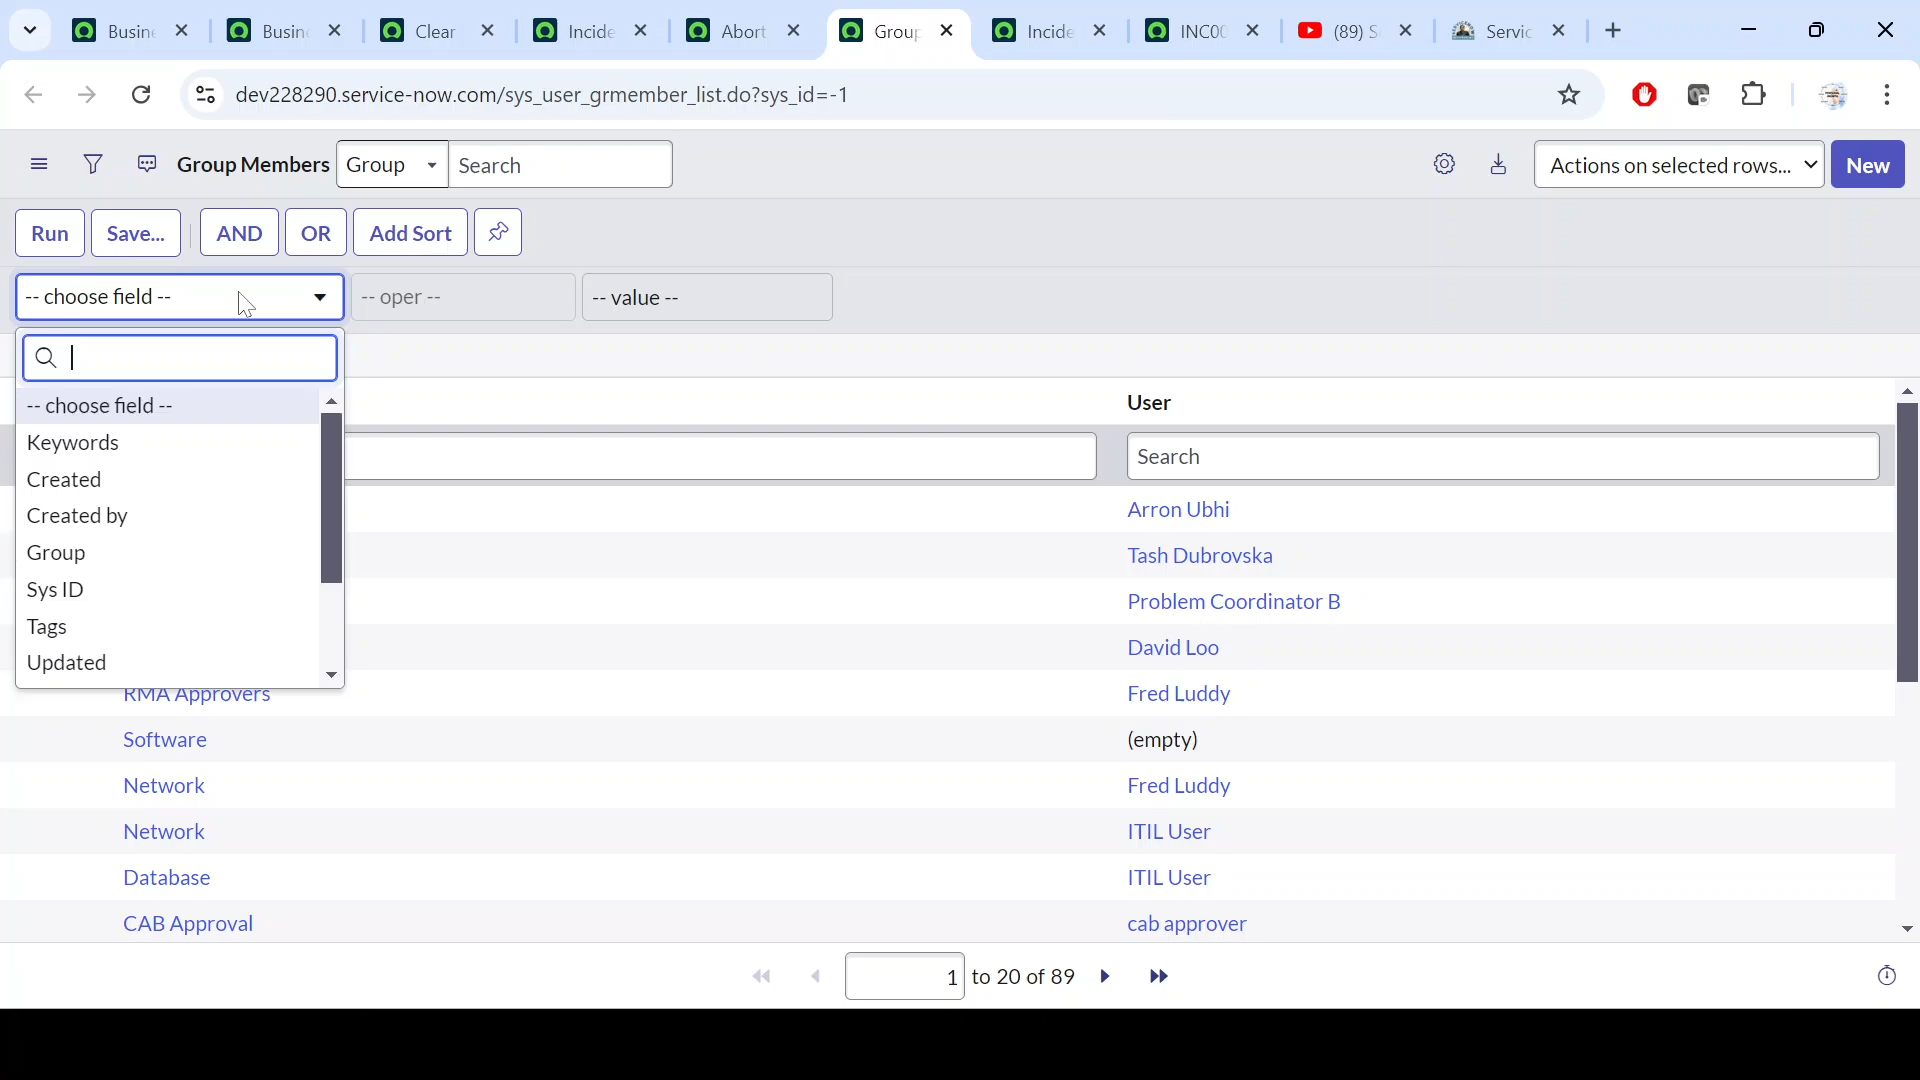 Busine
Busine
Clear
Incide
Abort
Group
Incide
INC00
(89) S
Servic
dev228290.service-now.com/sys_user_grmember_list.do?sys_id=-1
Group Members
Group
Search
Actions on selected rows...
New
Run
Save...
AND
OR
Add Sort
-- choose field --
-- oper --
-- value --
-- choose field --
User
Keywords
Search
Created
Arron Ubhi
Created by
Group
Tash Dubrovska
Sys ID
Problem Coordinator B
Tags
David Loo
Updated
RMA Approvers
Fred Luddy
Software
(empty)
Network
Fred Luddy
Network
ITIL User
Database
ITIL User
CAB Approval
cab approver
1 to 20 of 89